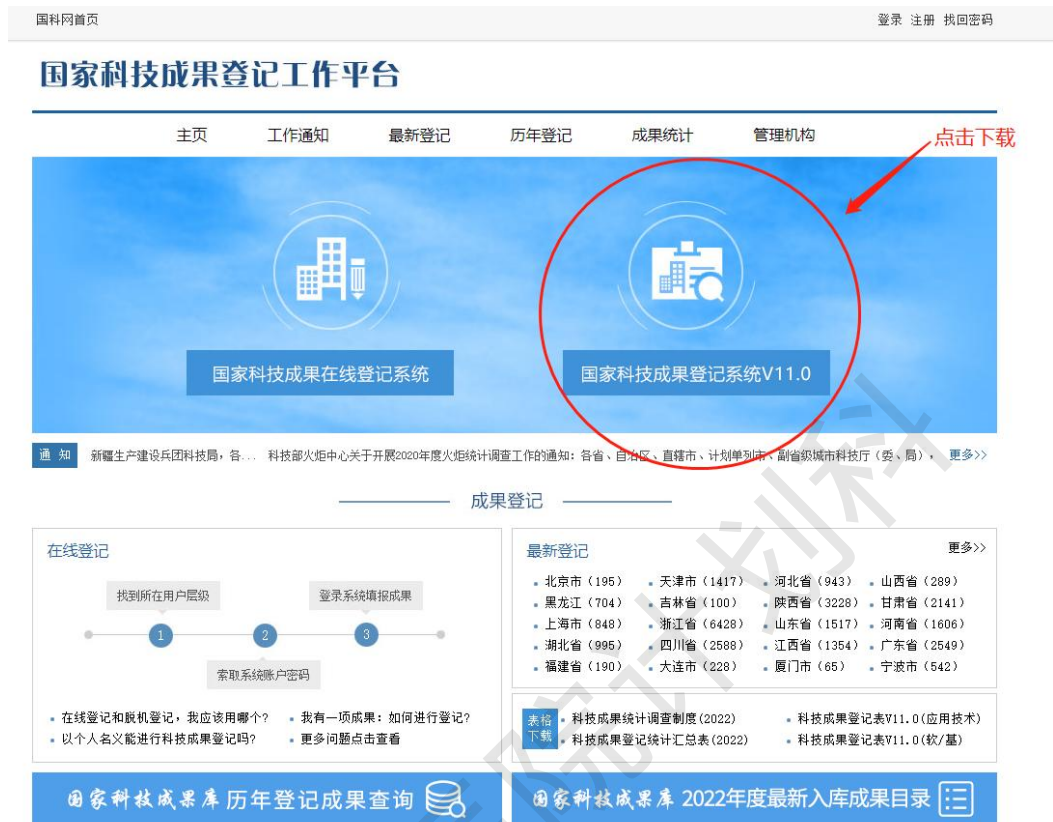 国科网首页 登录 注册 找回密码
国家科技成果登记工作平台
主页 工作通知 最新登记 历年登记 成果统计 管理机构
点击下载
国家科技成果在线登记系统 国家科技成果登记系统V11.0
通 知 新疆生产建设兵团科技局，各... 科技部火炬中心关于开展2020年度火炬统计调查工作的通知：各省、自治区、直辖市、计划单列市、副省级城市科技厅（委、局）， 更多>>
成果登记
在线登记
找到所在用户层级 登录系统填报成果
1 2 3
索取系统账户密码
在线登记和脱机登记，我应该用哪个? 我有一项成果：如何进行登记?
以个人名义能进行科技成果登记吗? 更多问题点击查看
最新登记 更多>>
北京市（195） 天津市（1417） 河北省（943） 山西省（289）
黑龙江（704） 吉林省（100） 陕西省（3228） 甘肃省（2141）
上海市（848） 浙江省（6428） 山东省（1517） 河南省（1606）
湖北省（995） 四川省（2588） 江西省（1354） 广东省（2549）
福建省（190） 大连市（228） 厦门市（65） 宁波市（542）
表格下载
科技成果统计调查制度(2022) 科技成果登记表V11.0(应用技术)
科技成果登记统计汇总表(2022) 科技成果登记表V11.0(软/基)
国家科技成果库 历年登记成果查询
国家科技成果库 2022年度最新入库成果目录
院计划科